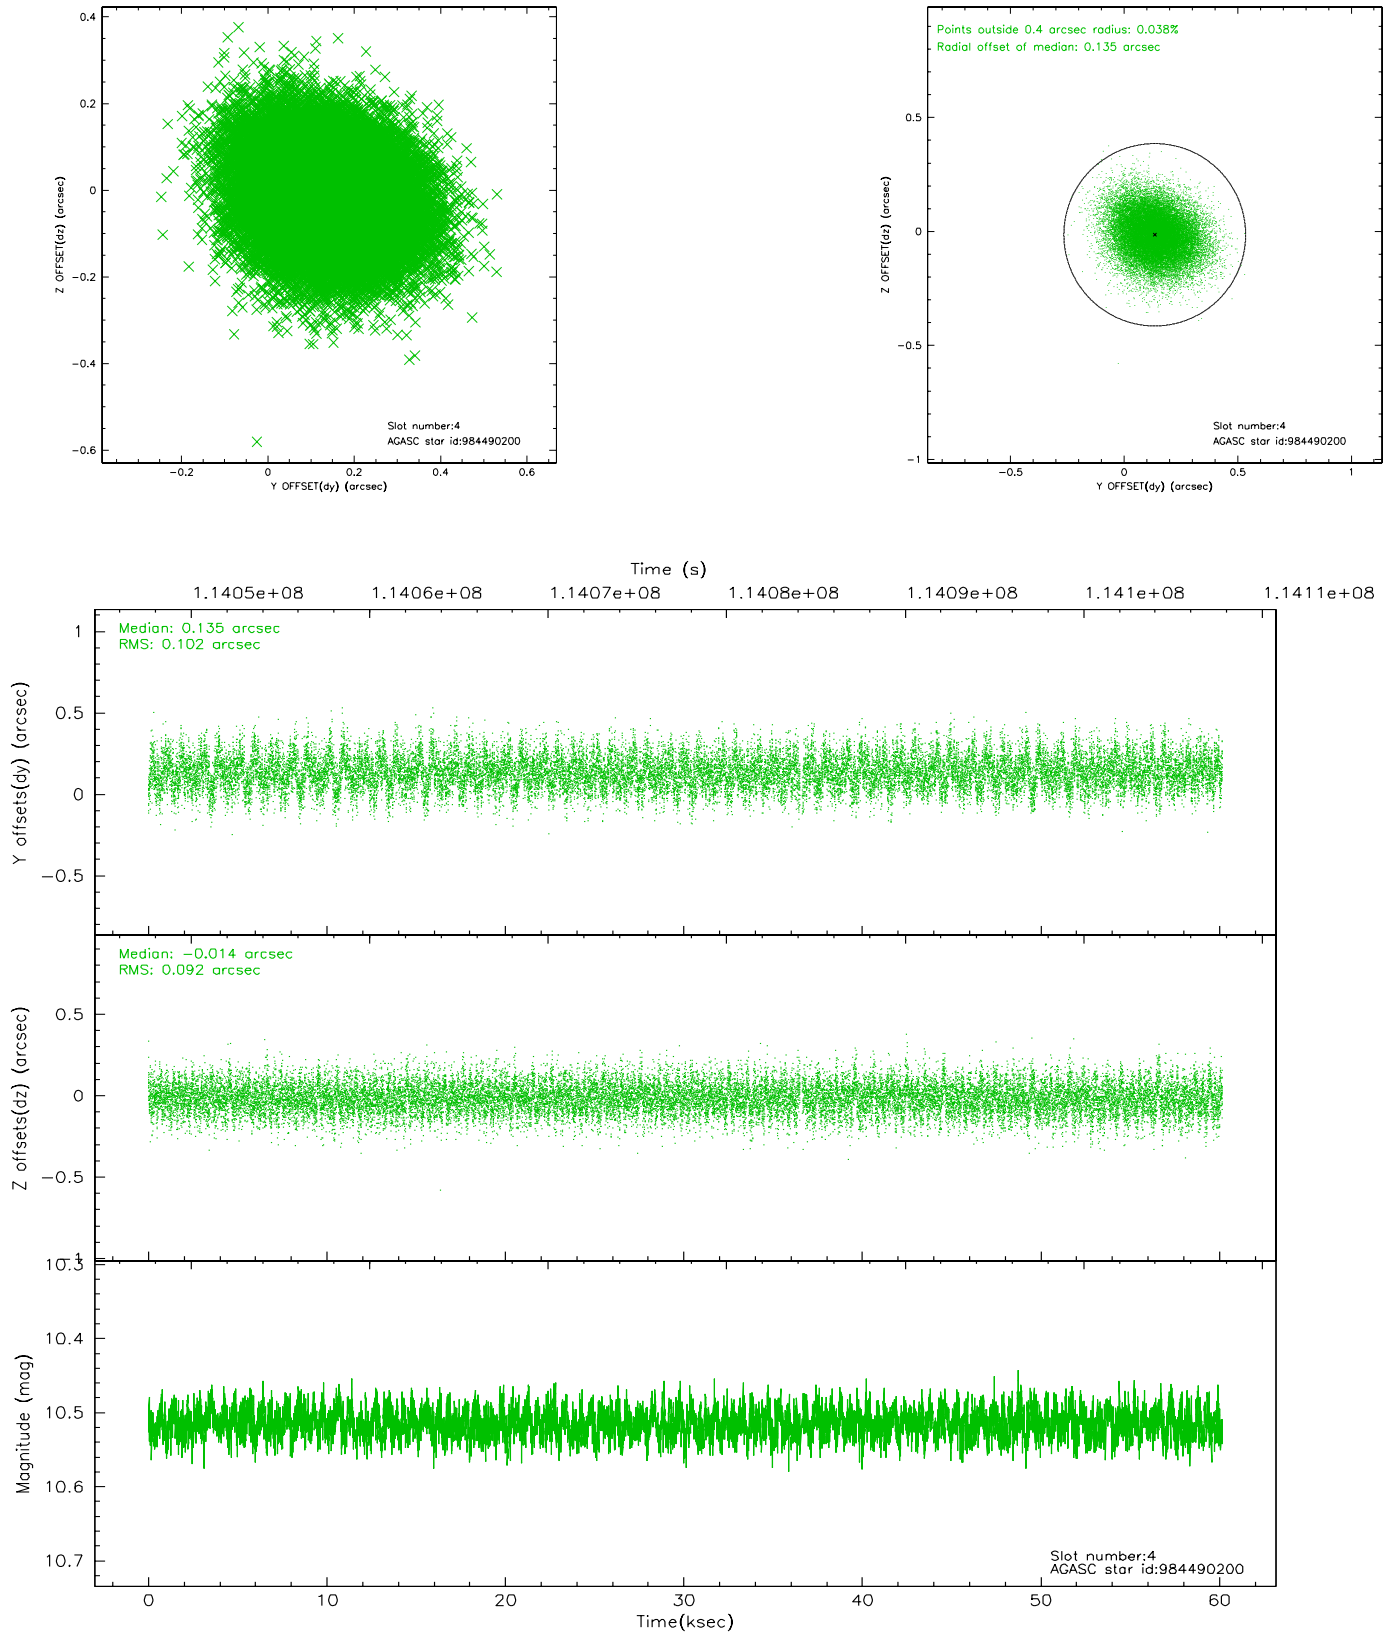 0.4
0.2
0
−0.2
−0.4
−0.6
Z OFFSET(dz) (arcsec)
−0.2 0 0.2 0.4 0.6
Y OFFSET(dy) (arcsec)
Slot number:4
AGASC star id:984490200
Points outside 0.4 arcsec radius: 0.038%
Radial offset of median: 0.135 arcsec
0.5
0
−0.5
−1
Z OFFSET(dz) (arcsec)
−0.5 0 0.5 1
Y OFFSET(dy) (arcsec)
Slot number:4
AGASC star id:984490200
Time (s)
1.1405e+08 1.1406e+08 1.1407e+08 1.1408e+08 1.1409e+08 1.141e+08 1.1411e+08
Median: 0.135 arcsec
RMS: 0.102 arcsec
1
0.5
0
−0.5
Y offsets(dy) (arcsec)
Median: −0.014 arcsec
RMS: 0.092 arcsec
0.5
0
−0.5
−1
Z offsets(dz) (arcsec)
10.3
10.4
10.5
10.6
10.7
Magnitude (mag)
Slot number:4
AGASC star id:984490200
0 10 20 30 40 50 60
Time(ksec)